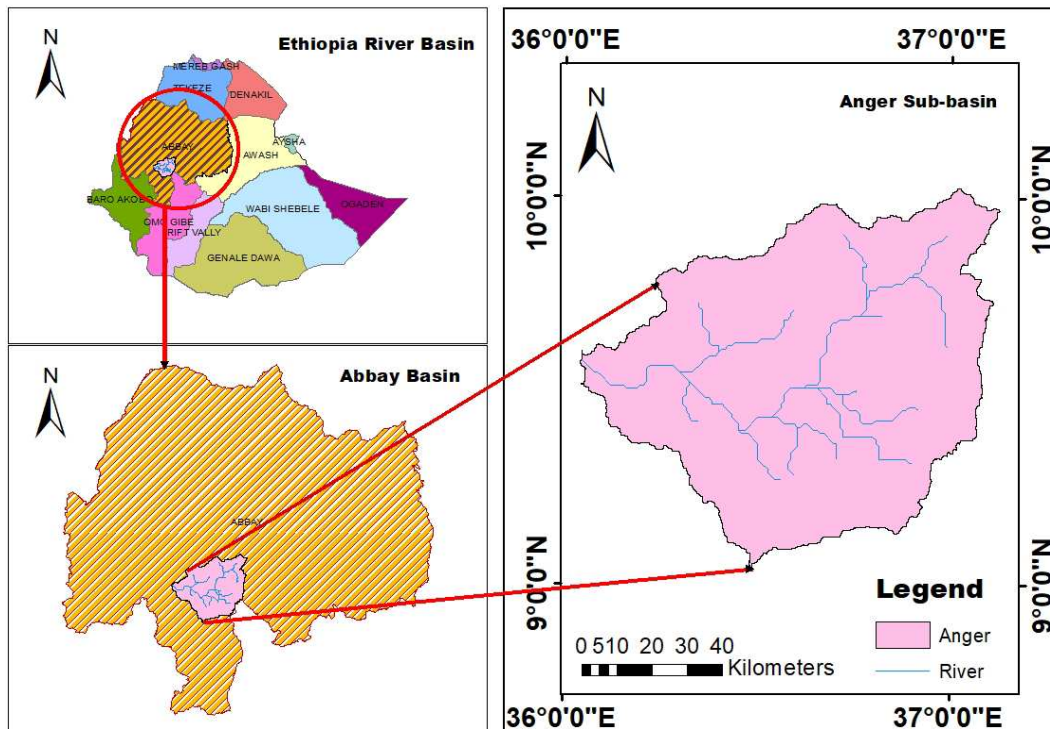 N
Ethiopia River Basin
MEREB GASH
TEKEZE
DENAKIL
AYSHA
ABBAY
AWASH
BARO AKOBO
OGADEN
WABI SHEBELE
OMO GIBE
RIFT VALLY
GENALE DAWA
N
Abbay Basin
ABBAY
36°0'0"E 37°0'0"E
N
Anger Sub-basin
10°0'0"N 10°0'0"N
9°0'0"N 9°0'0"N
Legend
Anger
River
0 5 10 20 30 40
Kilometers
36°0'0"E 37°0'0"E